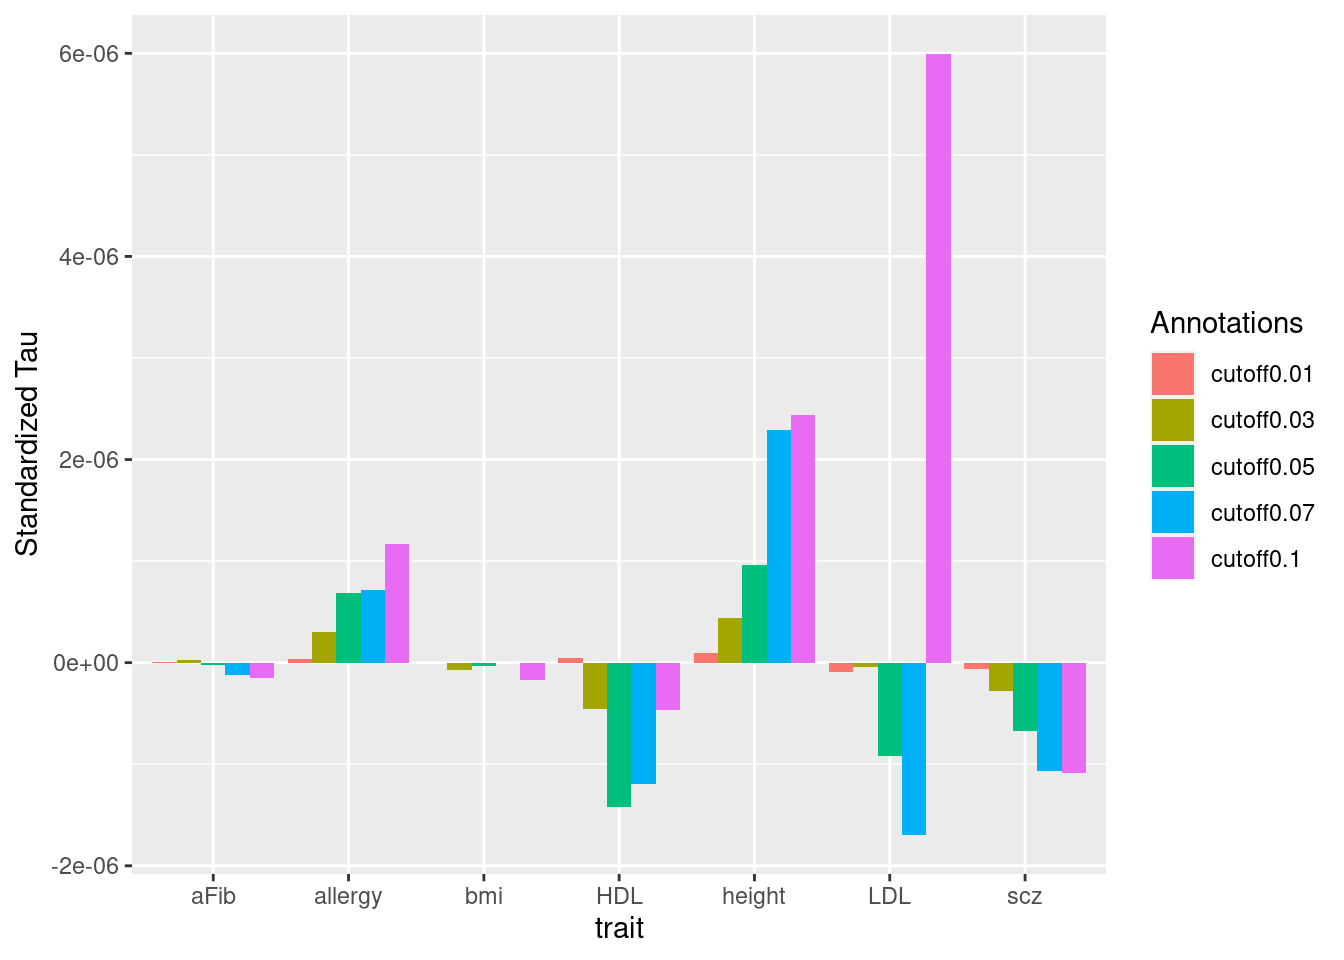 6e-06
4e-06
2e-06
0e+00
-2e-06
Standardized Tau
aFib allergy bmi HDL height LDL scz
trait
Annotations
cutoff0.01
cutoff0.03
cutoff0.05
cutoff0.07
cutoff0.1